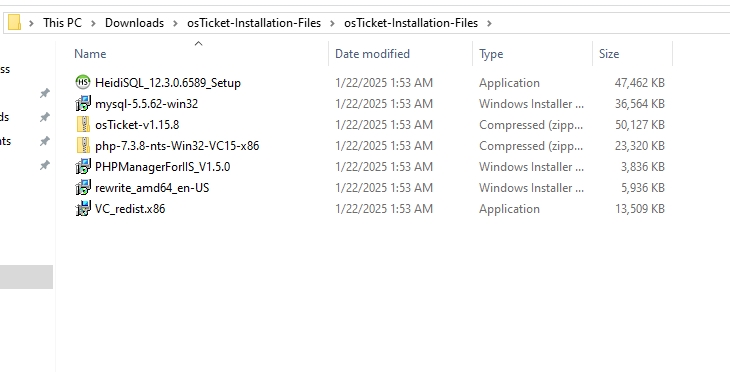 This PC > Downloads > osTicket-Installation-Files > osTicket-Installation-Files >
Name Date modified Type Size
HeidiSQL_12.3.0.6589_Setup 1/22/2025 1:53 AM Application 47,462 KB
mysql-5.5.62-win32 1/22/2025 1:53 AM Windows Installer ... 36,564 KB
osTicket-v1.15.8 1/22/2025 1:53 AM Compressed (zipp... 50,127 KB
php-7.3.8-nts-Win32-VC15-x86 1/22/2025 1:53 AM Compressed (zipp... 23,320 KB
PHPManagerForIIS_V1.5.0 1/22/2025 1:53 AM Windows Installer ... 3,836 KB
rewrite_amd64_en-US 1/22/2025 1:53 AM Windows Installer ... 5,936 KB
VC_redist.x86 1/22/2025 1:53 AM Application 13,509 KB
ss
ds
nts